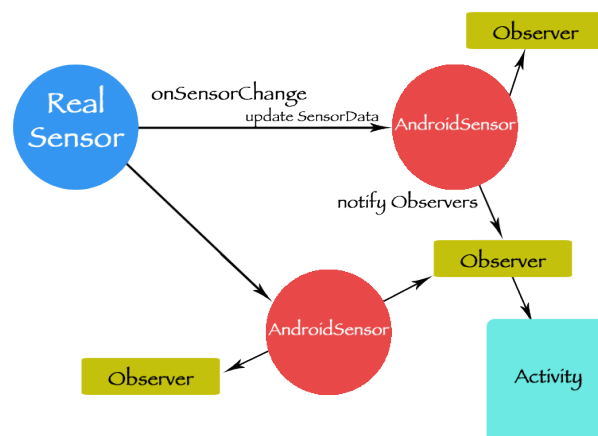 Observer
Real
Sensor
onSensorChange
update SensorData
AndroidSensor
notify Observers
Observer
AndroidSensor
Observer
Activity